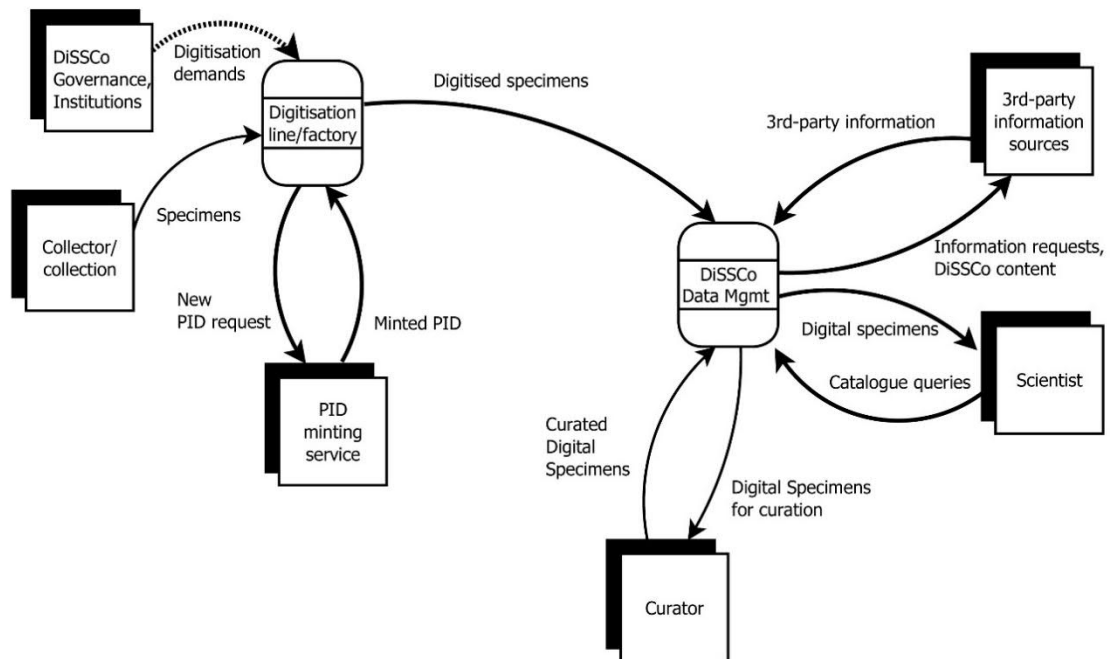 DiSSCo
Governance,
Institutions
Digitisation
demands
Digitisation
line/factory
Digitised specimens
3rd-party information
3rd-party
information
sources
Collector/
collection
Specimens
New
PID request
Minted PID
PID
minting
service
DiSSCo
Data Mgmt
Information requests,
DiSSCo content
Digital specimens
Catalogue queries
Scientist
Curated
Digital
Specimens
Digital Specimens
for curation
Curator